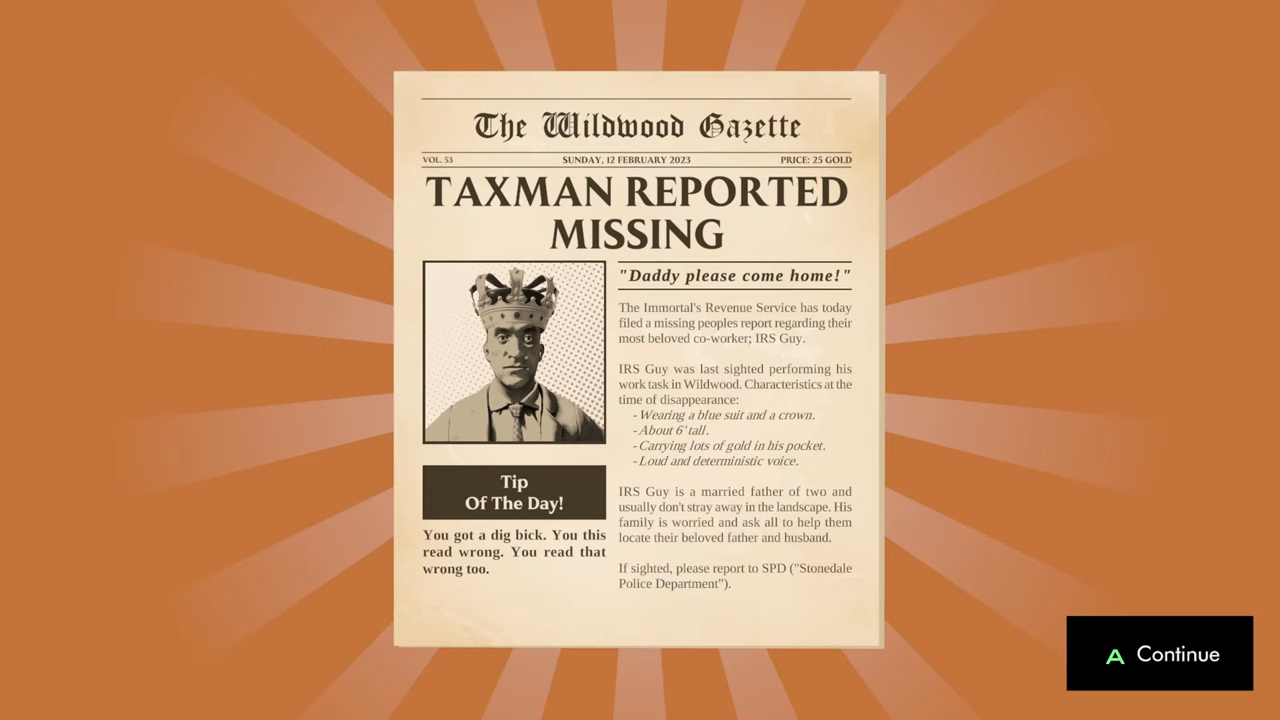 The Wildwood Gazette
VOL. 53 SUNDAY, 12 FEBRUARY 2023 PRICE: 25 GOLD
TAXMAN REPORTED
MISSING
"Daddy please come home!"
The Immortal's Revenue Service has today
filed a missing peoples report regarding their
most beloved co-worker; IRS Guy.
IRS Guy was last sighted performing his
work task in Wildwood. Characteristics at the
time of disappearance:
- Wearing a blue suit and a crown.
- About 6' tall.
- Carrying lots of gold in his pocket.
- Loud and deterministic voice.
IRS Guy is a married father of two and
usually don't stray away in the landscape. His
family is worried and ask all to help them
locate their beloved father and husband.
If sighted, please report to SPD ("Stonedale
Police Department").
Tip
Of The Day!
You got a dig bick. You this
read wrong. You read that
wrong too.
A Continue